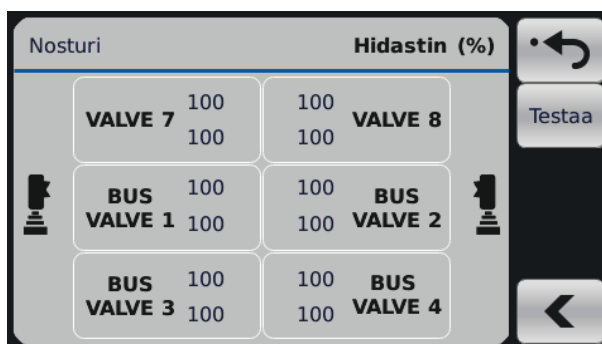 Nosturi Hidastin (%)
Testaa
VALVE 7 100 100
100 100 VALVE 8
BUS VALVE 1 100 100
100 100 BUS VALVE 2
BUS VALVE 3 100 100
100 100 BUS VALVE 4